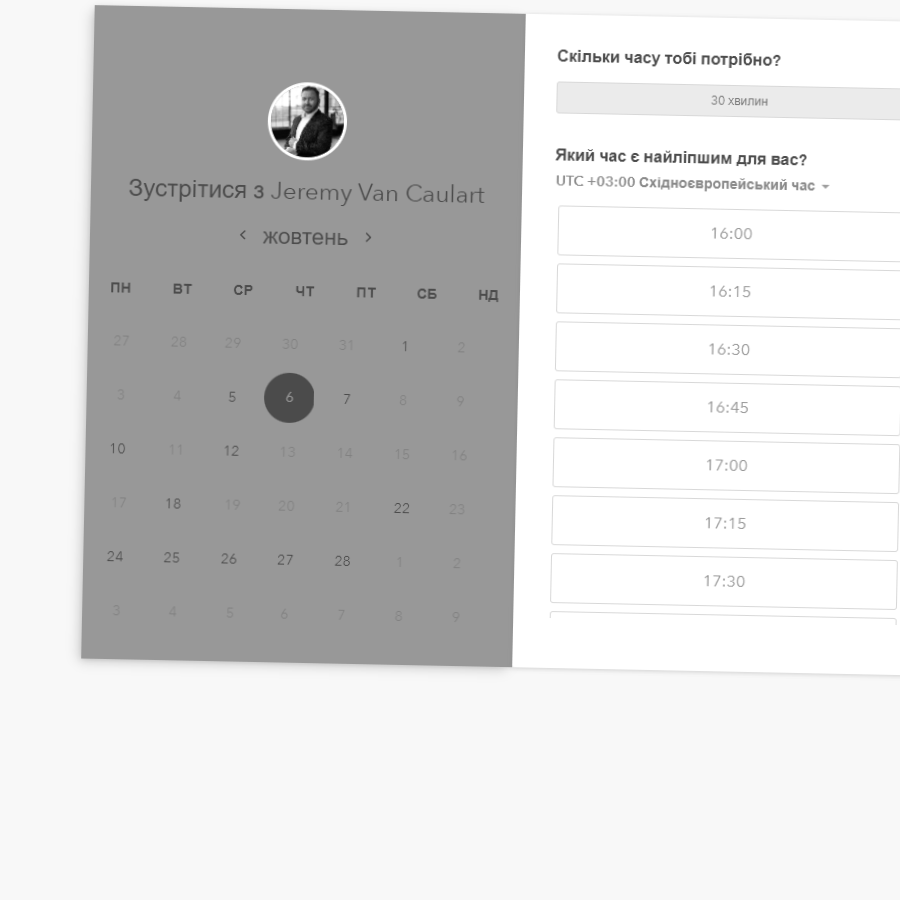 Зустрітися з Jeremy Van Caulart
жовтень
ПН ВТ СР ЧТ ПТ СБ НД
27 28 29 30 31 1 2
3 4 5 6 7 8 9
10 11 12 13 14 15 16
17 18 19 20 21 22 23
24 25 26 27 28 1 2
3 4 5 6 7 8 9
Скільки часу тобі потрібно?
30 хвилин
Який час є найліпшим для вас?
UTC +03:00 Східноєвропейський час
16:00
16:15
16:30
16:45
17:00
17:15
17:30